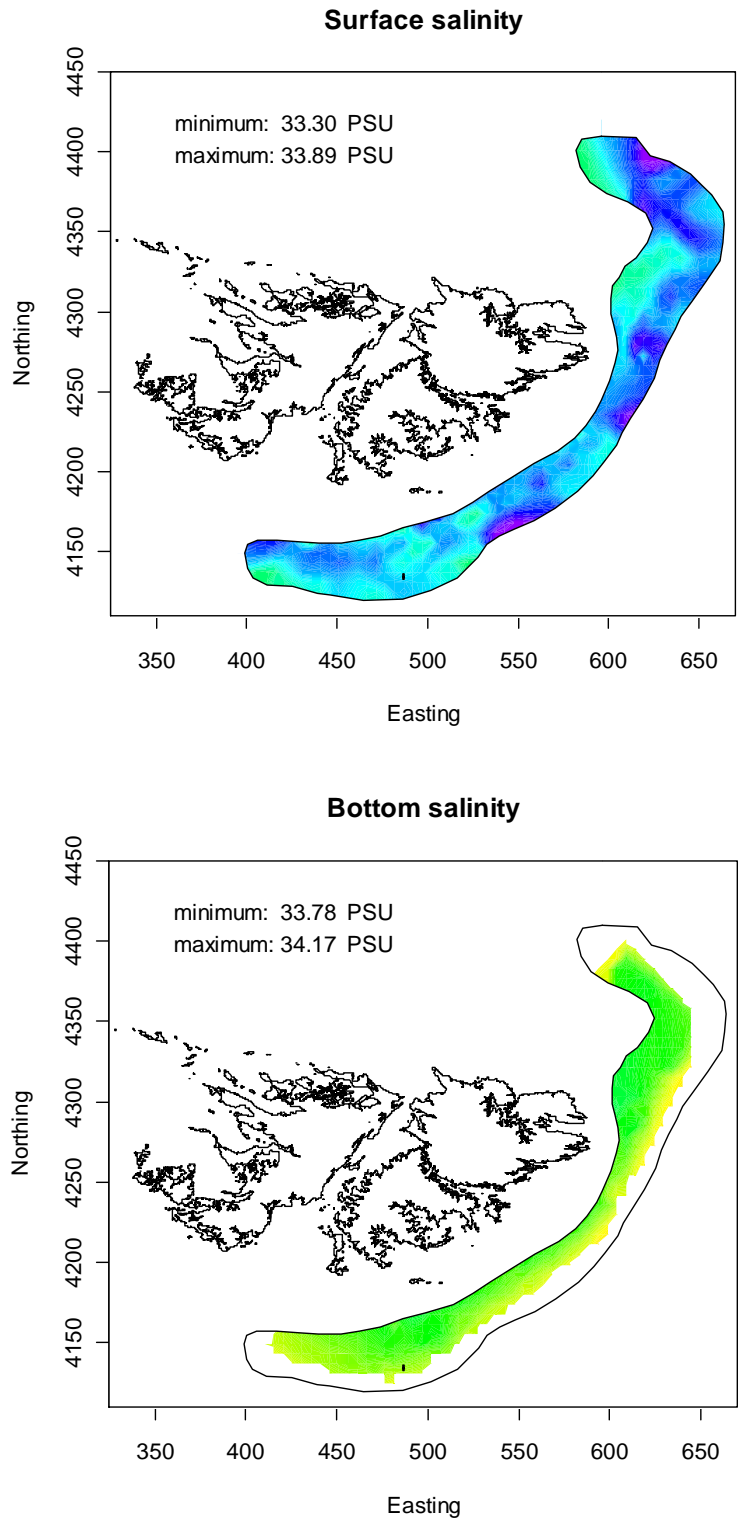 Surface salinity
minimum: 33.30 PSU
maximum: 33.89 PSU
4450
4400
4350
4300
4250
4200
4150
Northing
350 400 450 500 550 600 650
Easting
Bottom salinity
minimum: 33.78 PSU
maximum: 34.17 PSU
4450
4400
4350
4300
4250
4200
4150
Northing
350 400 450 500 550 600 650
Easting